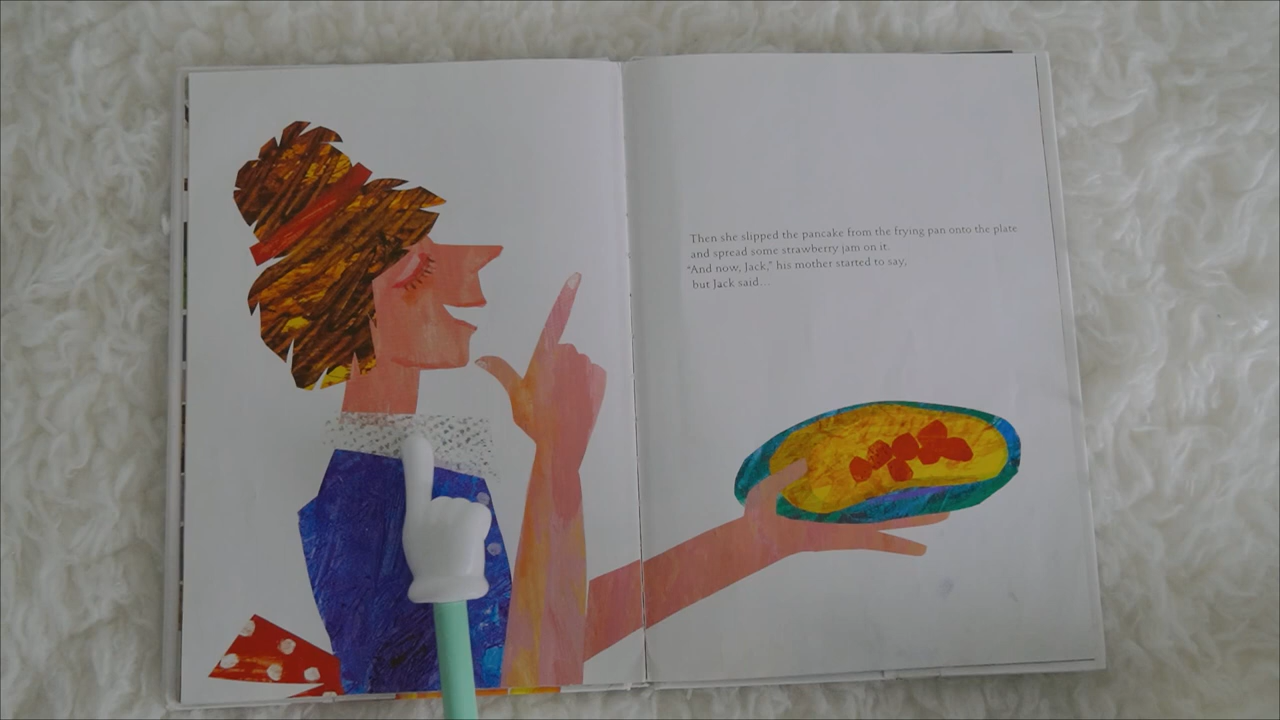 Then she slipped the pancake from the frying pan onto the plate
and spread some strawberry jam on it.
"And now, Jack," his mother started to say,
but Jack said...